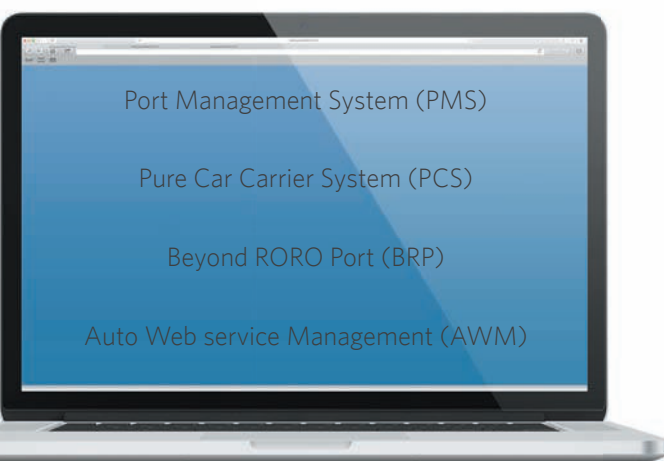 Port Management System (PMS)
Pure Car Carrier System (PCS)
Beyond RORO Port (BRP)
Auto Web service Management (AWM)